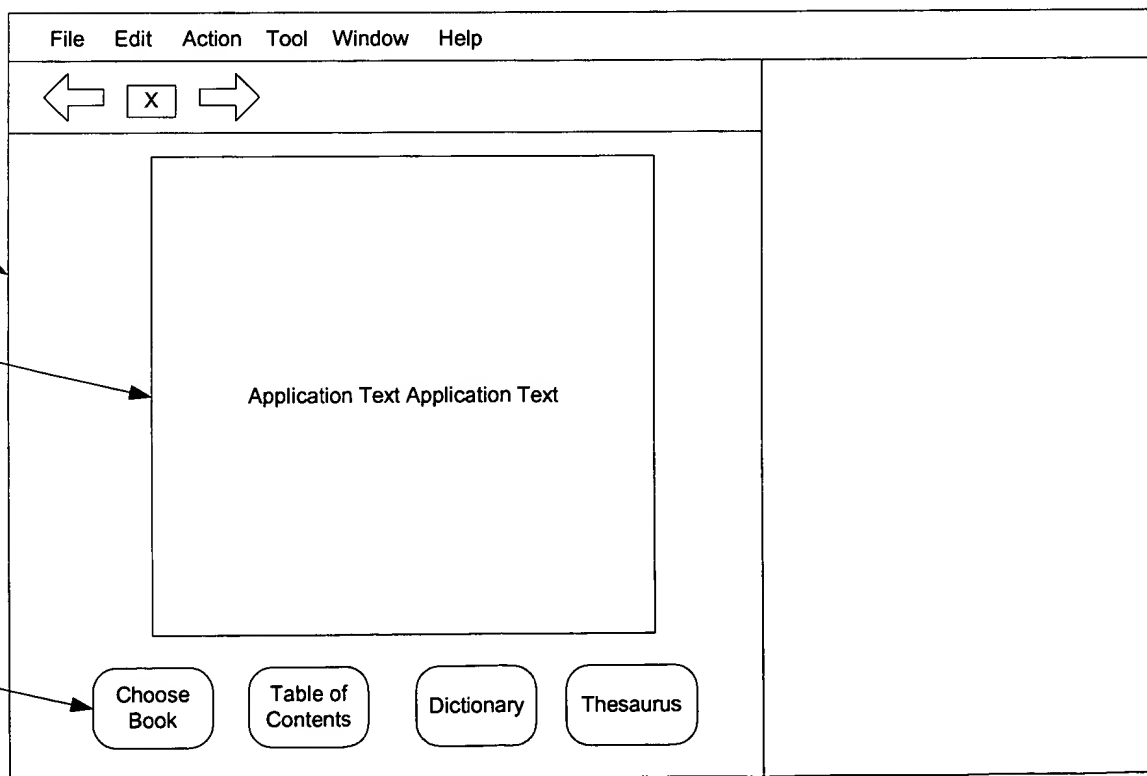 File Edit Action Tool Window Help
X
Application Text Application Text
Choose
Book
Table of
Contents
Dictionary
Thesaurus